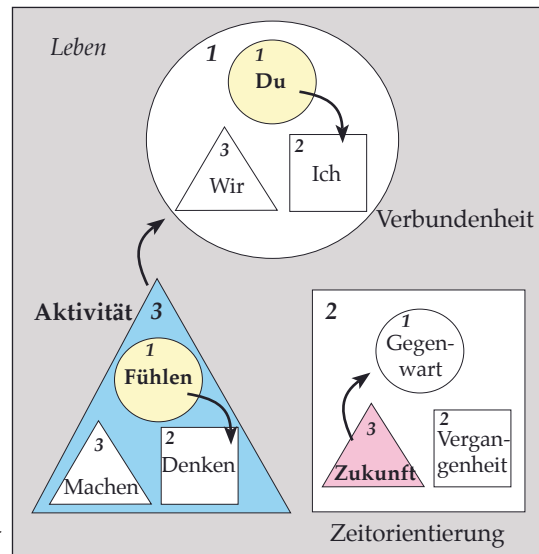 Leben
1
1
Du
3
Wir
2
Ich
Verbundenheit
Aktivität
3
1
Fühlen
3
Machen
2
Denken
2
1
Gegen-
wart
3
Zukunft
2
Vergan-
genheit
Zeitorientierung